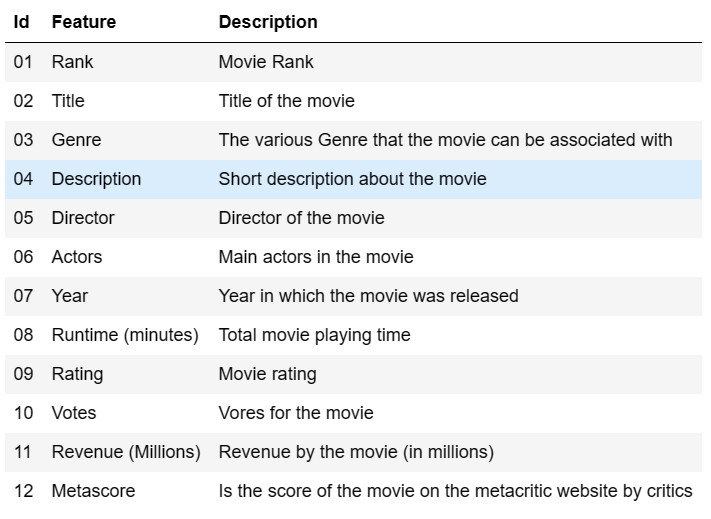 Id Feature Description
01 Rank Movie Rank
02 Title Title of the movie
03 Genre The various Genre that the movie can be associated with
04 Description Short description about the movie
05 Director Director of the movie
06 Actors Main actors in the movie
07 Year Year in which the movie was released
08 Runtime (minutes) Total movie playing time
09 Rating Movie rating
10 Votes Vores for the movie
11 Revenue (Millions) Revenue by the movie (in millions)
12 Metascore Is the score of the movie on the metacritic website by critics